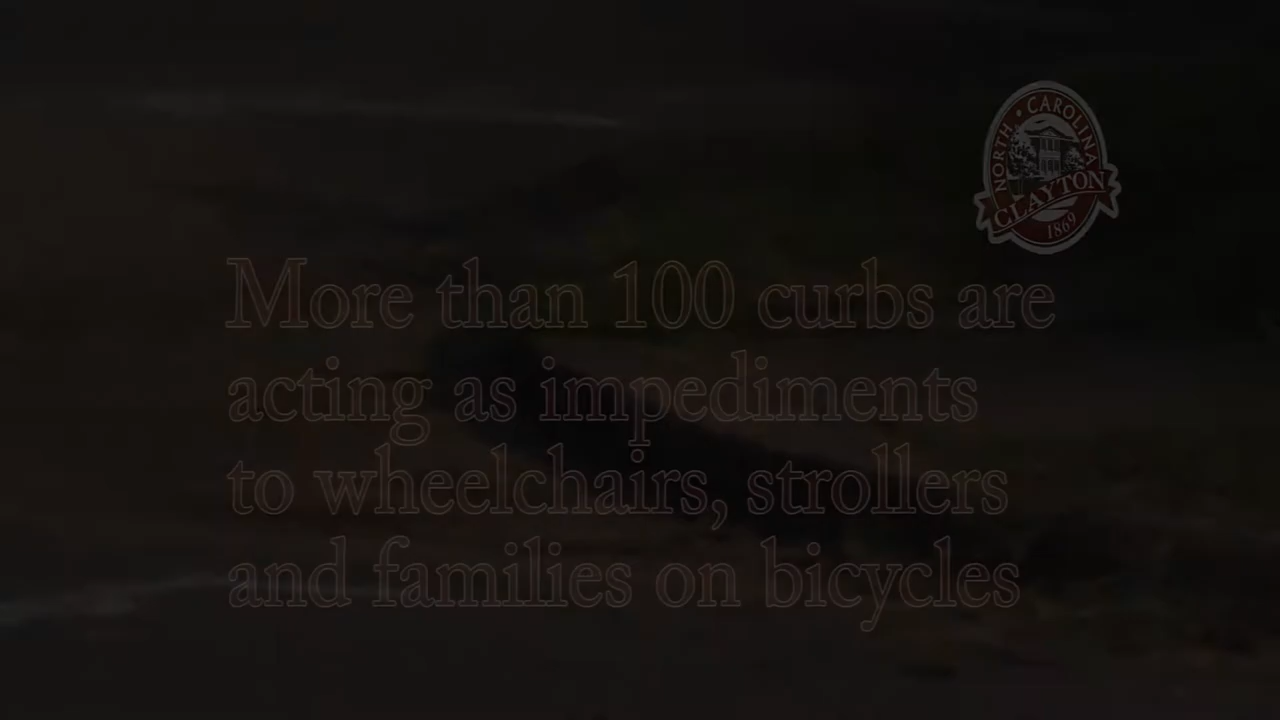 NORTH • CAROLINA
CLAYTON
1869
More than 100 curbs are
acting as impediments
to wheelchairs, strollers
and families on bicycles